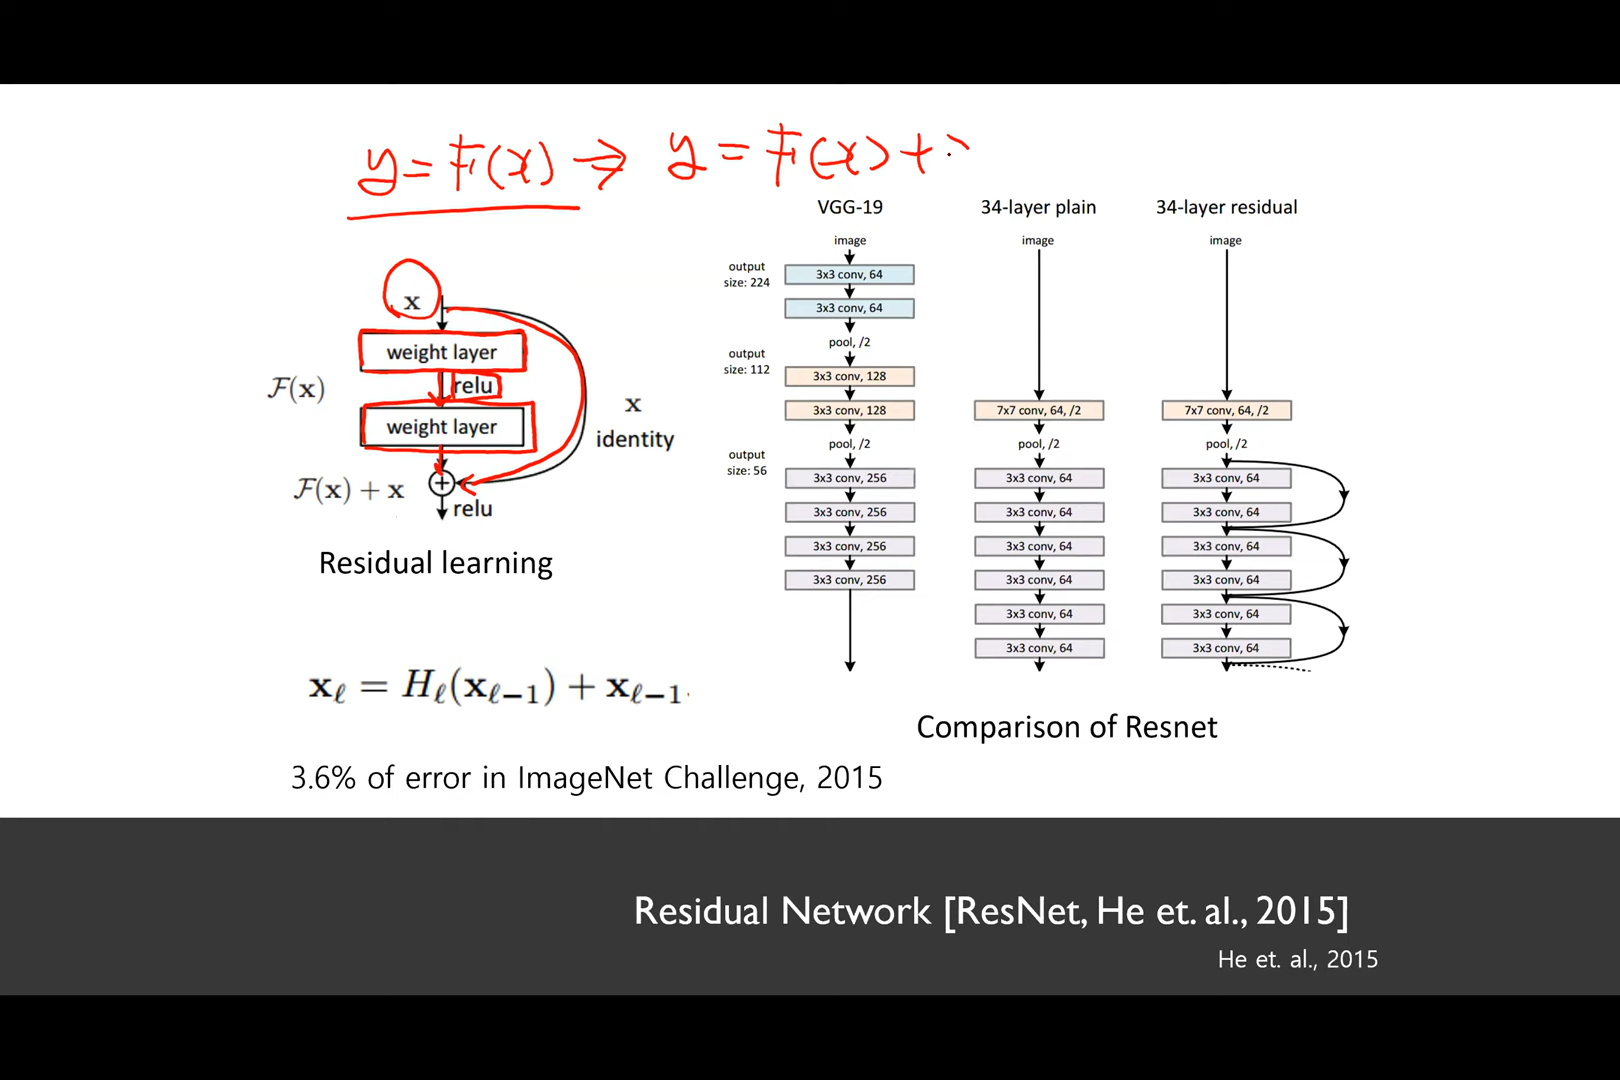 y = F(x) ⇒ y = F(x) +
VGG-19
34-layer plain
34-layer residual
image
image
image
output
size: 224
3x3 conv, 64
3x3 conv, 64
pool, /2
output
size: 112
3x3 conv, 128
3x3 conv, 128
7x7 conv, 64, /2
7x7 conv, 64, /2
pool, /2
pool, /2
pool, /2
output
size: 56
3x3 conv, 256
3x3 conv, 64
3x3 conv, 64
3x3 conv, 256
3x3 conv, 64
3x3 conv, 64
3x3 conv, 256
3x3 conv, 64
3x3 conv, 64
3x3 conv, 256
3x3 conv, 64
3x3 conv, 64
3x3 conv, 64
3x3 conv, 64
3x3 conv, 64
3x3 conv, 64
x
weight layer
F(x)
relu
weight layer
x
identity
F(x) + x
+
relu
Residual learning
xℓ = Hℓ(xℓ−1) + xℓ−1
Comparison of Resnet
3.6% of error in ImageNet Challenge, 2015
Residual Network [ResNet, He et. al., 2015]
He et. al., 2015